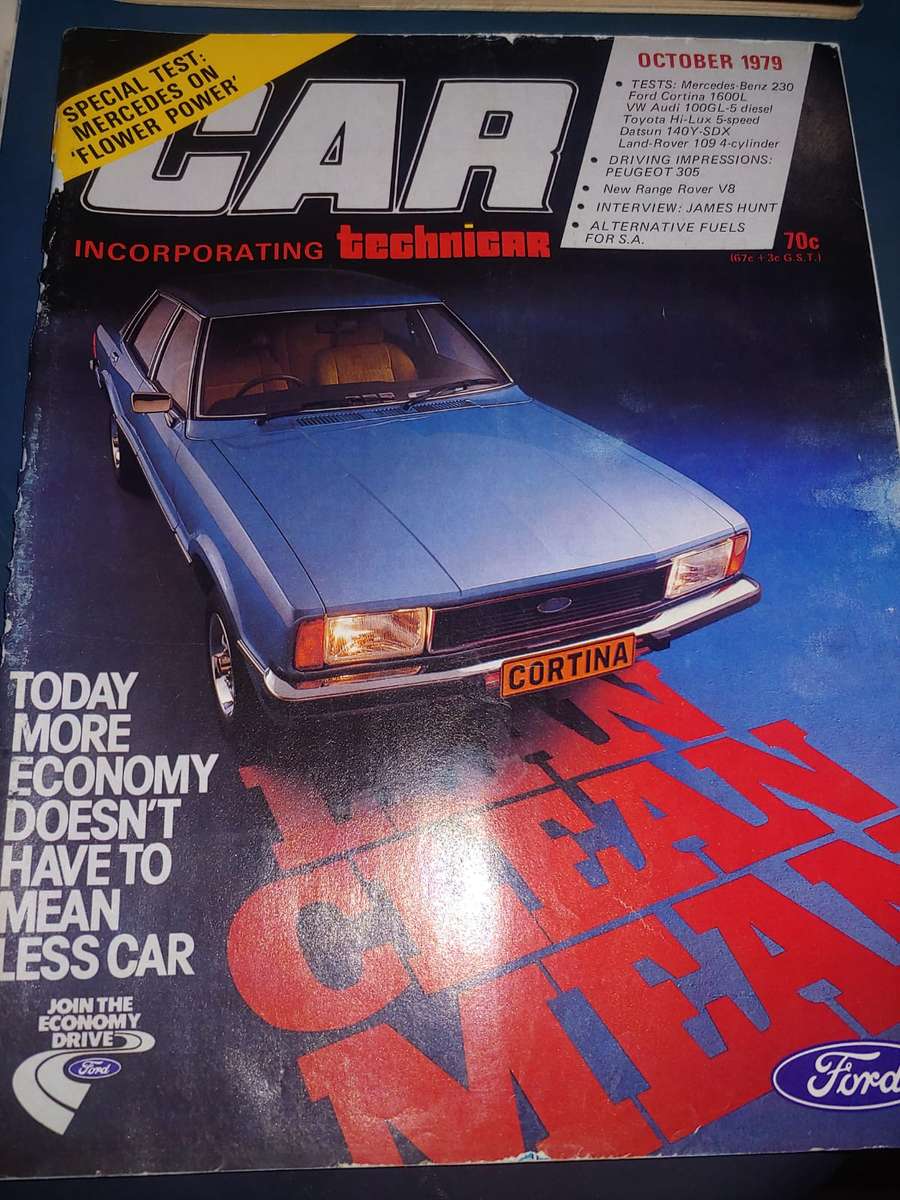 SPECIAL TEST:
MERCEDES ON
'FLOWER POWER'
CAR
INCORPORATING technicar
OCTOBER 1979
• TESTS: Mercedes-Benz 230
Ford Cortina 1600L
VW Audi 100GL-5 diesel
Toyota Hi-Lux 5-speed
Datsun 140Y-SDX
Land-Rover 109 4-cylinder
• DRIVING IMPRESSIONS:
PEUGEOT 305
• New Range Rover V8
• INTERVIEW: JAMES HUNT
• ALTERNATIVE FUELS
FOR S.A.
70c
(67c + 3c G.S.T.)
CORTINA
LEAN
CLEAN
MEAN
TODAY
MORE
ECONOMY
DOESN'T
HAVE TO
MEAN
LESS CAR
JOIN THE
ECONOMY
DRIVE
Ford
Ford